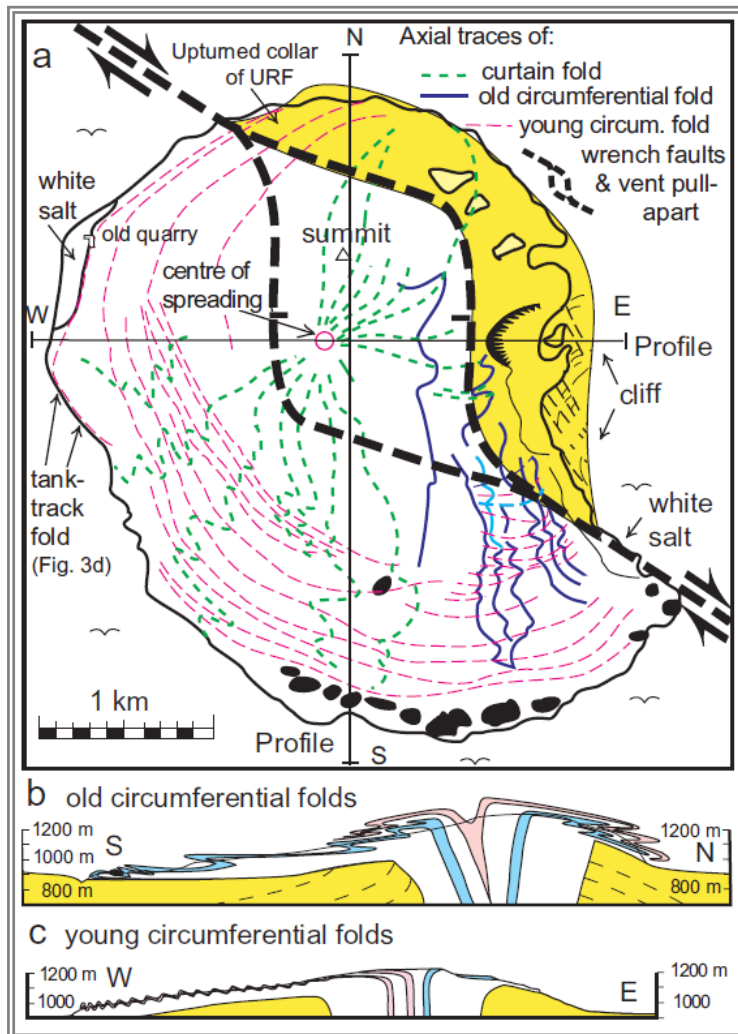 a
N
Upturned collar
of URF
Axial traces of:
curtain fold
old circumferential fold
young circum. fold
wrench faults
& vent pull-
apart
white
salt
old quarry
summit
centre of
spreading
W
E
Profile
cliff
tank-
track
fold
(Fig. 3d)
white
salt
1 km
Profile
S
b old circumferential folds
1200 m
1000 m
800 m
S
N
1200 m
1000
800 m
c young circumferential folds
1200 m
1000
W
E
1200 m
1000